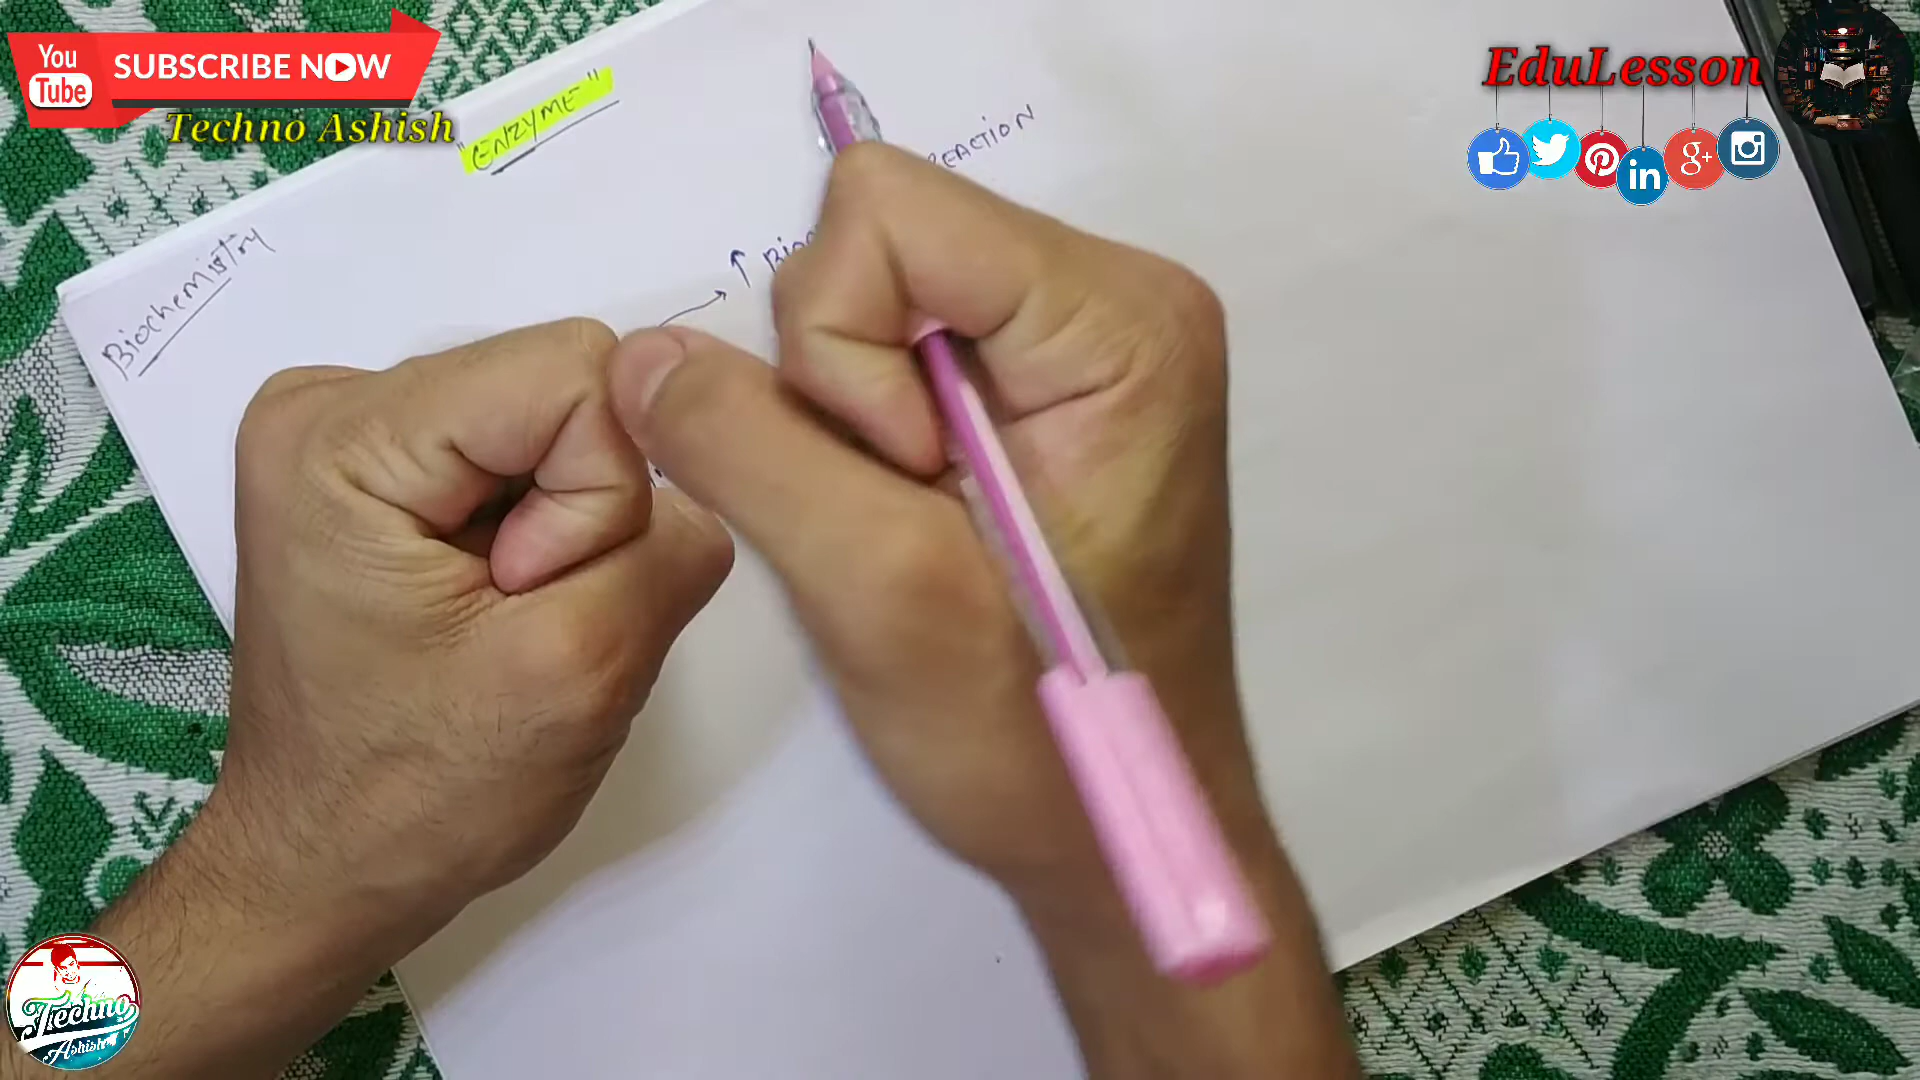 You
Tube
SUBSCRIBE NOW
Techno Ashish
EduLesson
"ENZYME"
REACTION
Biochemistry
↑
Techno
Ashish